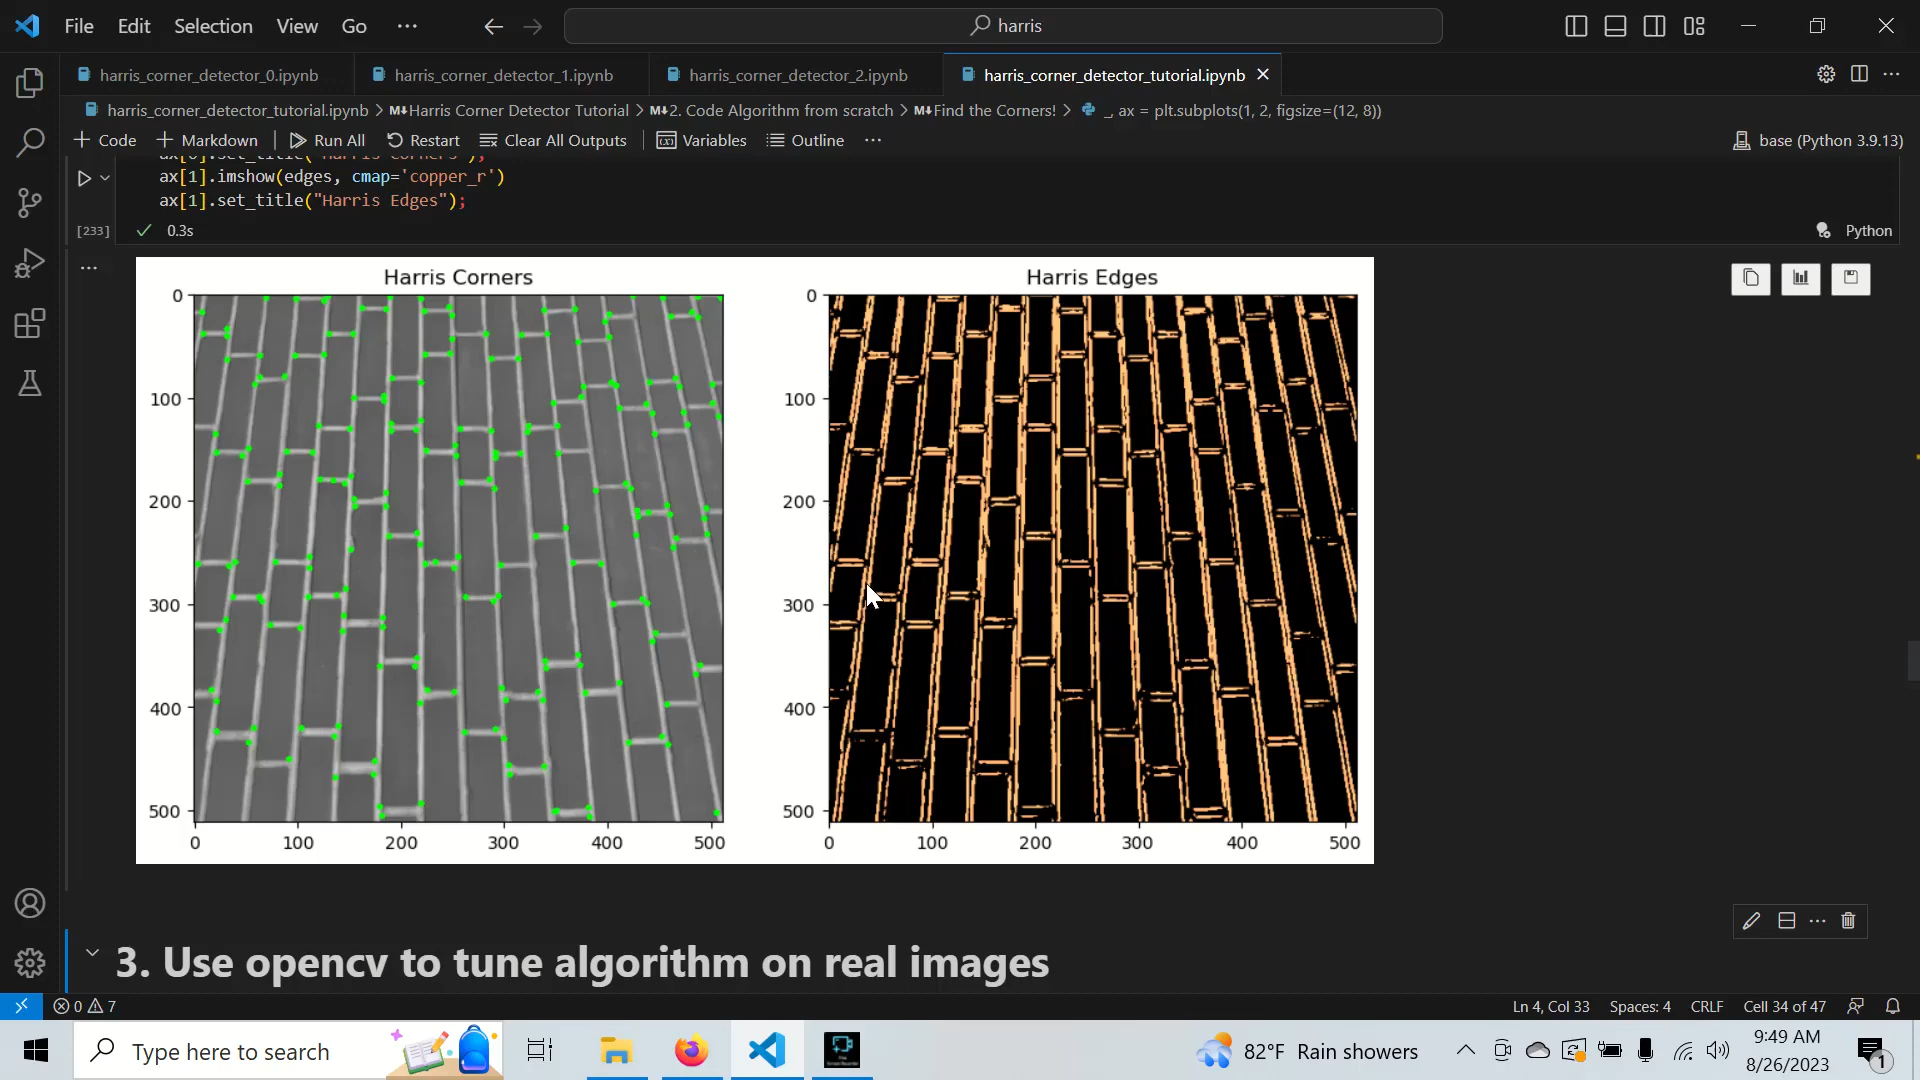 File Edit Selection View Go ··· harris
harris_corner_detector_0.ipynb harris_corner_detector_1.ipynb harris_corner_detector_2.ipynb harris_corner_detector_tutorial.ipynb
harris_corner_detector_tutorial.ipynb > M↓Harris Corner Detector Tutorial > M↓2. Code Algorithm from scratch > M↓Find the Corners! > _, ax = plt.subplots(1, 2, figsize=(12, 8))
+ Code + Markdown Run All Restart Clear All Outputs Variables Outline ··· base (Python 3.9.13)
ax[0].set_title("Harris Corners");
ax[1].imshow(edges, cmap='copper_r')
ax[1].set_title("Harris Edges");
[233] 0.3s Python
Harris Corners Harris Edges
0 0
100 100
200 200
300 300
400 400
500 500
0 100 200 300 400 500 0 100 200 300 400 500
3. Use opencv to tune algorithm on real images
0 7 Ln 4, Col 33 Spaces: 4 CRLF Cell 34 of 47
Type here to search 82°F Rain showers 9:49 AM
8/26/2023 1